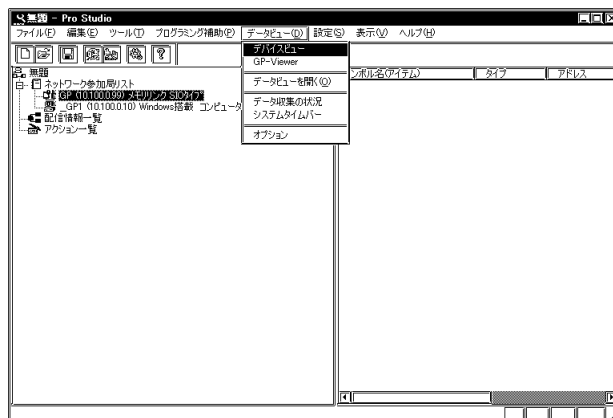 無題 - Pro Studio
ファイル(F) 編集(E) ツール(T) プログラミング補助(P) データビュー(D) 設定(S) 表示(V) ヘルプ(H)
デバイスビュー
GP-Viewer
データビューを開く(O)
データ収集の状況
システムタイムバー
オプション
無題
ネットワーク参加局リスト
GP (10.100.0.99) メモリリンク SIOタイプ
_GP1 (10.100.0.10) Windows搭載 コンピュータ
配信情報一覧
アクション一覧
ンボル名(アイテム) タイプ アドレス